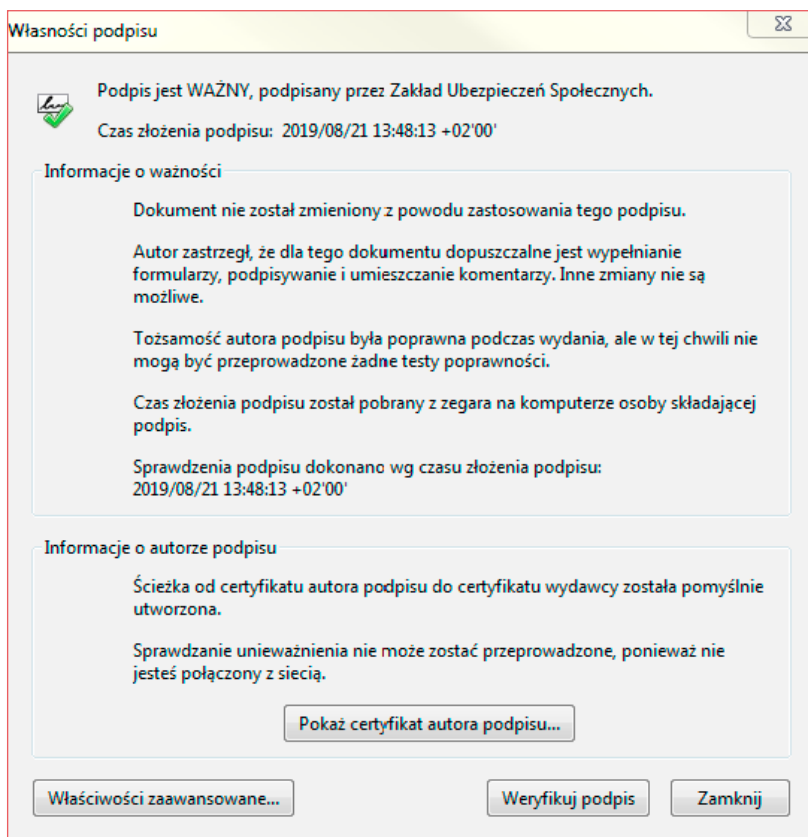 Własności podpisu
Podpis jest WAŻNY, podpisany przez Zakład Ubezpieczeń Społecznych.
Czas złożenia podpisu: 2019/08/21 13:48:13 +02'00'
Informacje o ważności
Dokument nie został zmieniony z powodu zastosowania tego podpisu.
Autor zastrzegł, że dla tego dokumentu dopuszczalne jest wypełnianie
formularzy, podpisywanie i umieszczanie komentarzy. Inne zmiany nie są
możliwe.
Tożsamość autora podpisu była poprawna podczas wydania, ale w tej chwili nie
mogą być przeprowadzone żadne testy poprawności.
Czas złożenia podpisu został pobrany z zegara na komputerze osoby składającej
podpis.
Sprawdzenia podpisu dokonano wg czasu złożenia podpisu:
2019/08/21 13:48:13 +02'00'
Informacje o autorze podpisu
Ścieżka od certyfikatu autora podpisu do certyfikatu wydawcy została pomyślnie
utworzona.
Sprawdzanie unieważnienia nie może zostać przeprowadzone, ponieważ nie
jesteś połączony z siecią.
Pokaż certyfikat autora podpisu...
Właściwości zaawansowane...
Weryfikuj podpis
Zamknij